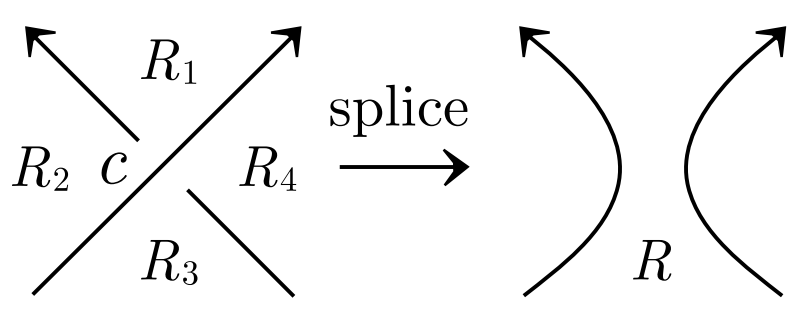 R₁
splice
R₂ c R₄
R₃ R